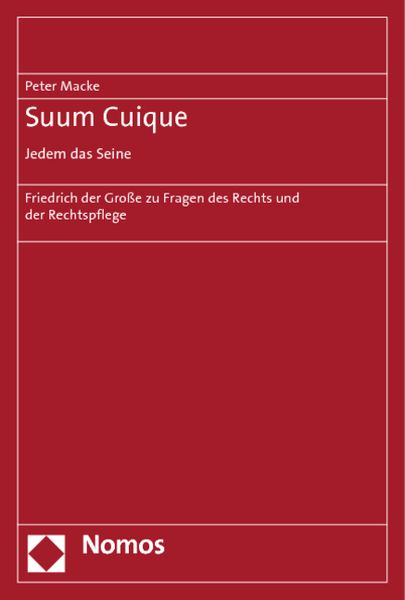 Peter Macke
Suum Cuique
Jedem das Seine
Friedrich der Große zu Fragen des Rechts und
der Rechtspflege
Nomos